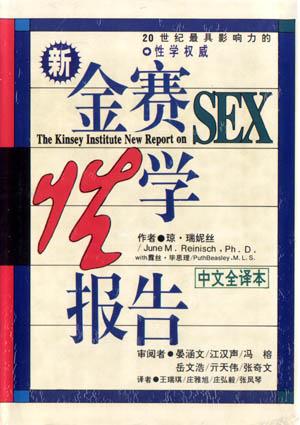 20世纪最具影响力的
性学权威
新
金赛
SEX
The Kinsey Institute New Report on
性学
报告
作者●琼·瑞妮丝
/June M. Reinisch, Ph. D.
with露丝·毕思理/PuthBeasley, M. L. S.
中文全译本
审阅者●晏涵文/江汉声/冯榕
岳文浩/亓天伟/张奇文
译者●王瑞琪/庄雅旭/庄弘毅/张凤琴